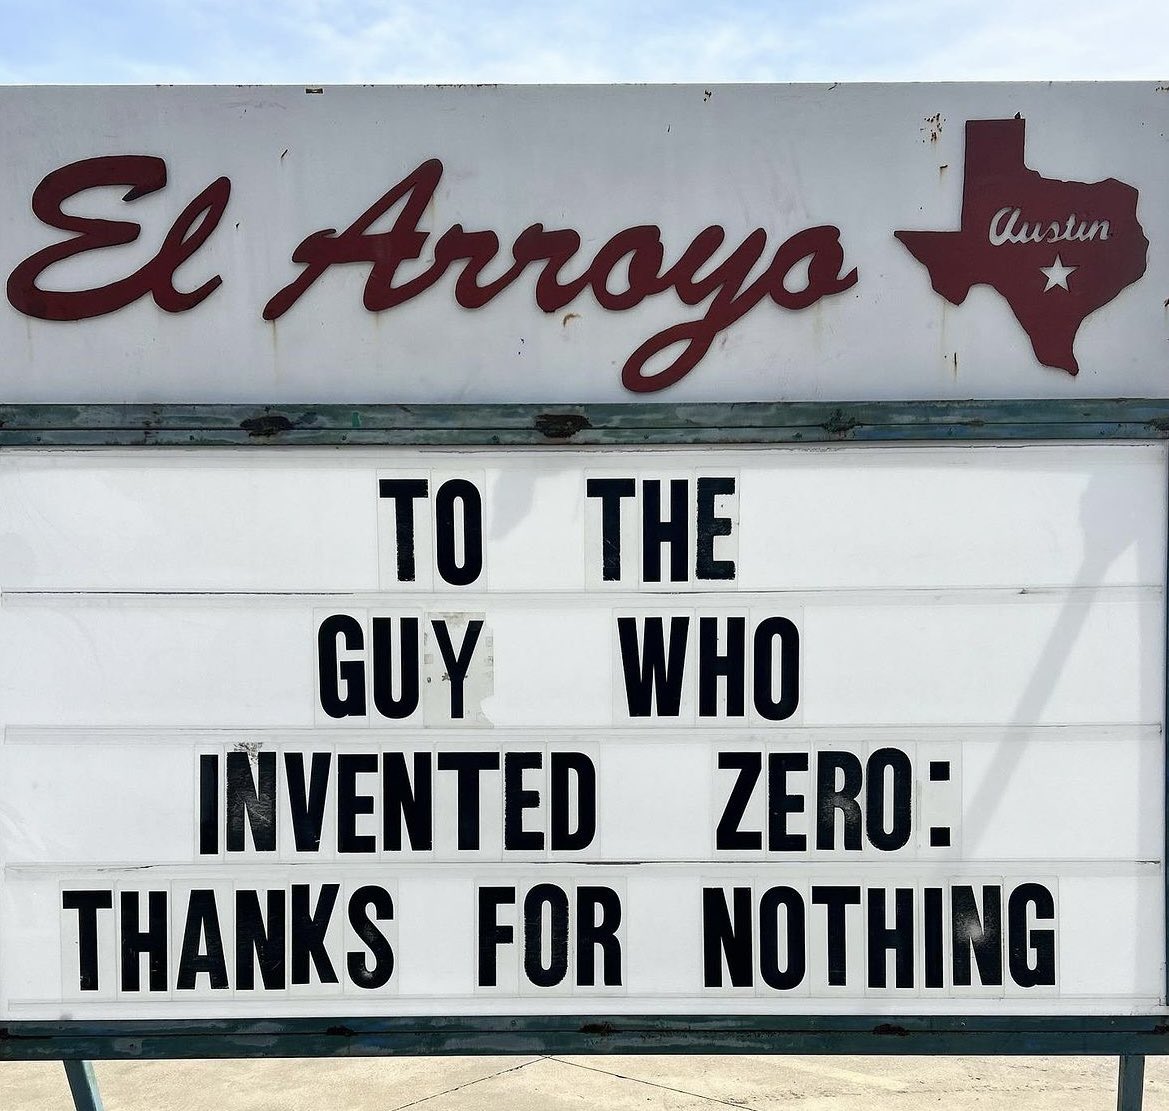 El Arroyo
Austin
TO THE
GUY WHO
INVENTED ZERO:
THANKS FOR NOTHING